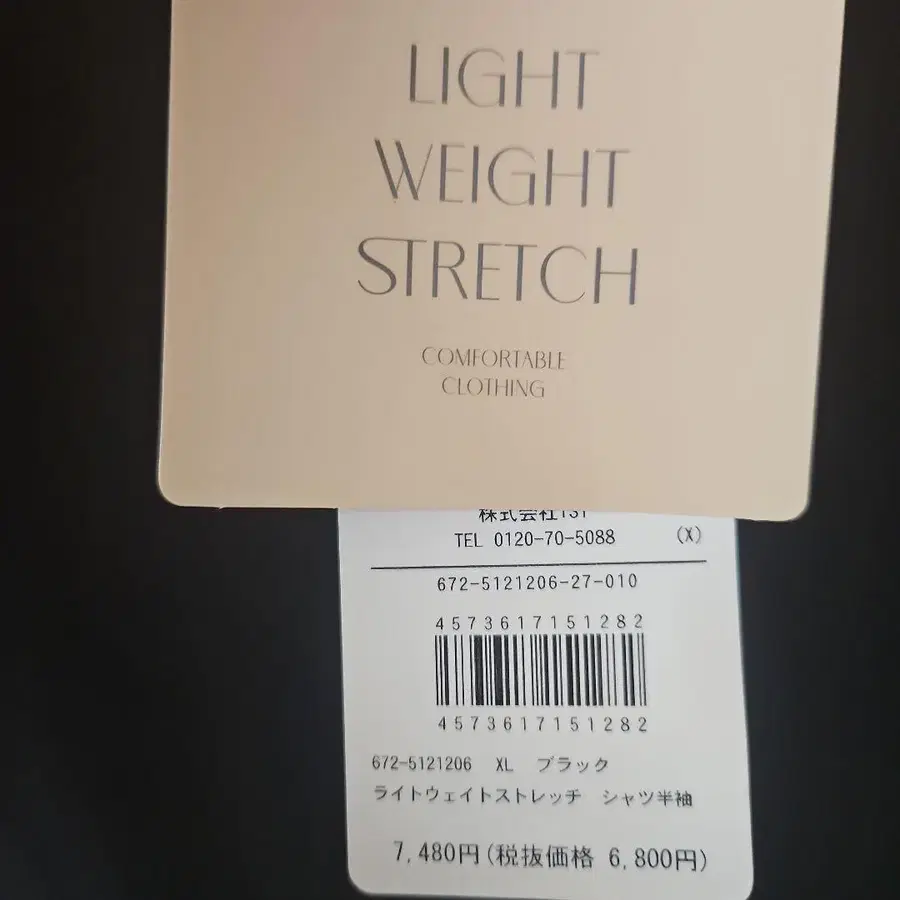 LIGHT
WEIGHT
STRETCH
COMFORTABLE
CLOTHING
株式会社TSI
TEL 0120-70-5088 (X)
672-5121206-27-010
4573617151282
4573617151282
672-5121206 XL ブラック
ライトウェイトストレッチ シャツ半袖
7,480円(税抜価格 6,800円)